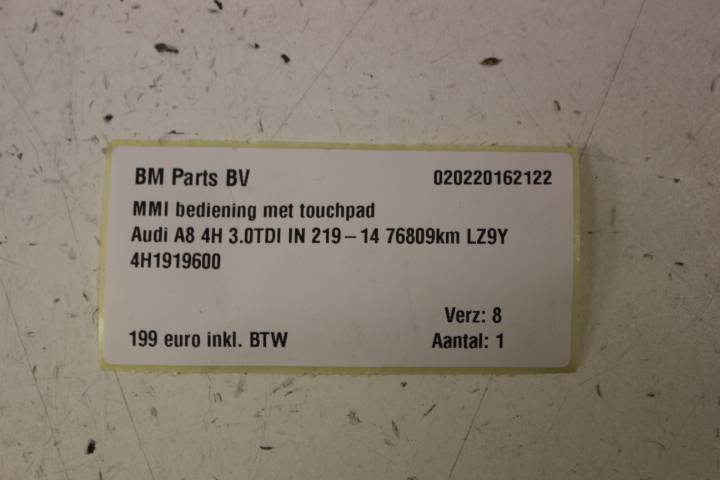 BM Parts BV 020220162122
MMI bediening met touchpad
Audi A8 4H 3.0TDI IN 219-14 76809km LZ9Y
4H1919600
Verz: 8
199 euro inkl. BTW Aantal: 1